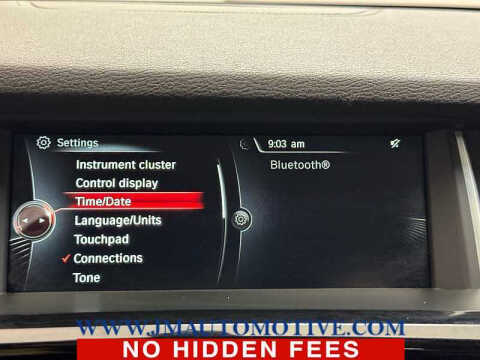 Settings
9:03 am
Instrument cluster
Bluetooth®
Control display
Time/Date
Language/Units
Touchpad
Connections
Tone
WWW.JMAUTOMOTIVE.COM
NO HIDDEN FEES